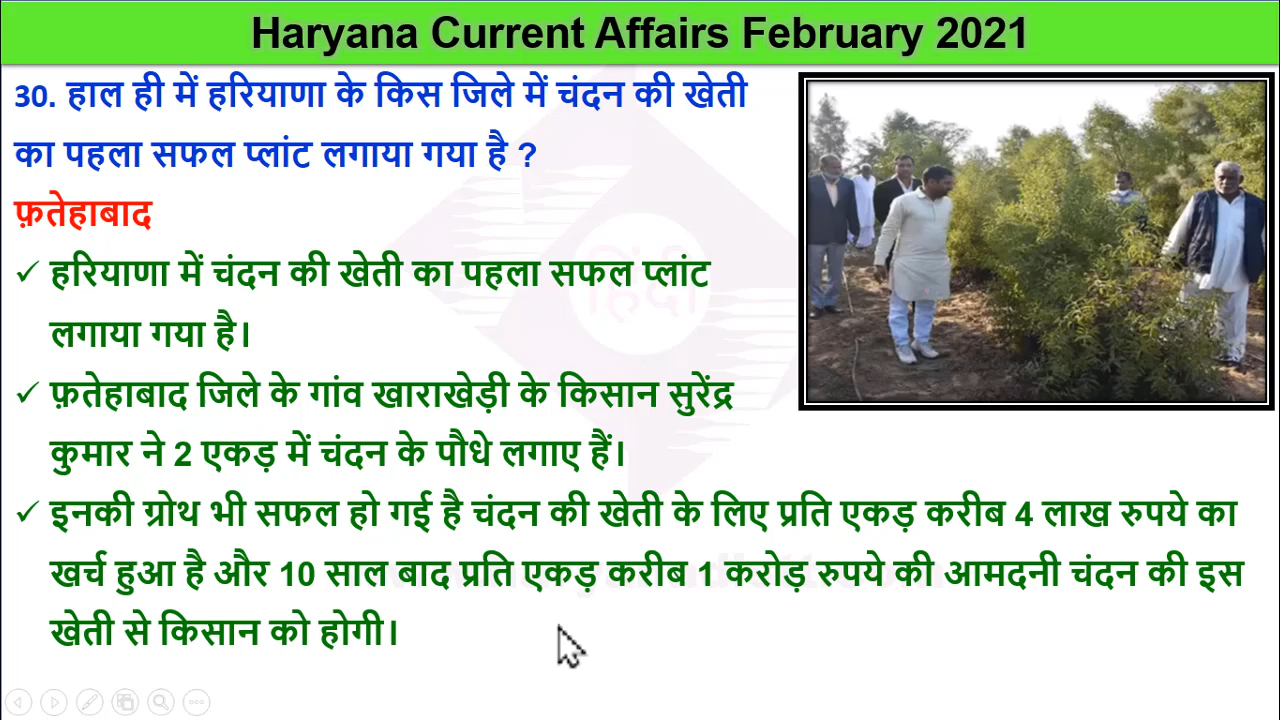 Haryana Current Affairs February 2021
30. हाल ही में हरियाणा के किस जिले में चंदन की खेती
का पहला सफल प्लांट लगाया गया है ?
फ़तेहाबाद
✓ हरियाणा में चंदन की खेती का पहला सफल प्लांट
लगाया गया है।
✓ फ़तेहाबाद जिले के गांव खाराखेड़ी के किसान सुरेंद्र
कुमार ने 2 एकड़ में चंदन के पौधे लगाए हैं।
✓ इनकी ग्रोथ भी सफल हो गई है चंदन की खेती के लिए प्रति एकड़ करीब 4 लाख रुपये का
खर्च हुआ है और 10 साल बाद प्रति एकड़ करीब 1 करोड़ रुपये की आमदनी चंदन की इस
खेती से किसान को होगी।
हिंदी